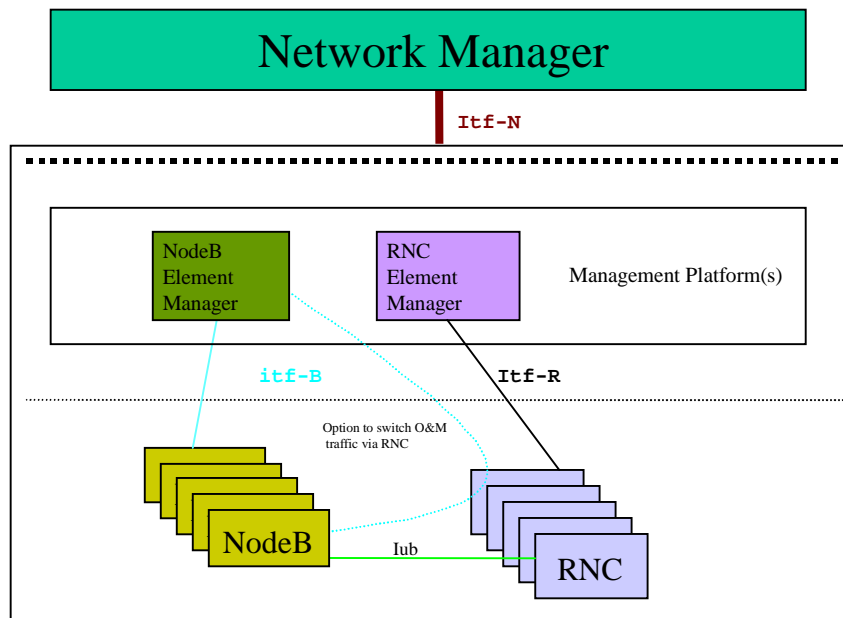 Network Manager
Itf-N
NodeB
Element
Manager
RNC
Element
Manager
Management Platform(s)
itf-B
Itf-R
Option to switch O&M
traffic via RNC
NodeB
Iub
RNC